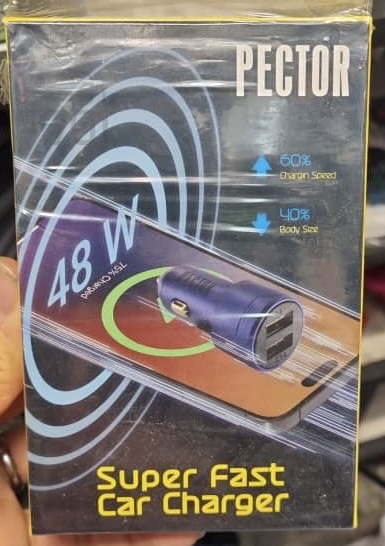 PECTOR
60%
Chargin Speed
40%
Body Size
48 W
75% Charged
Super Fast
Car Charger